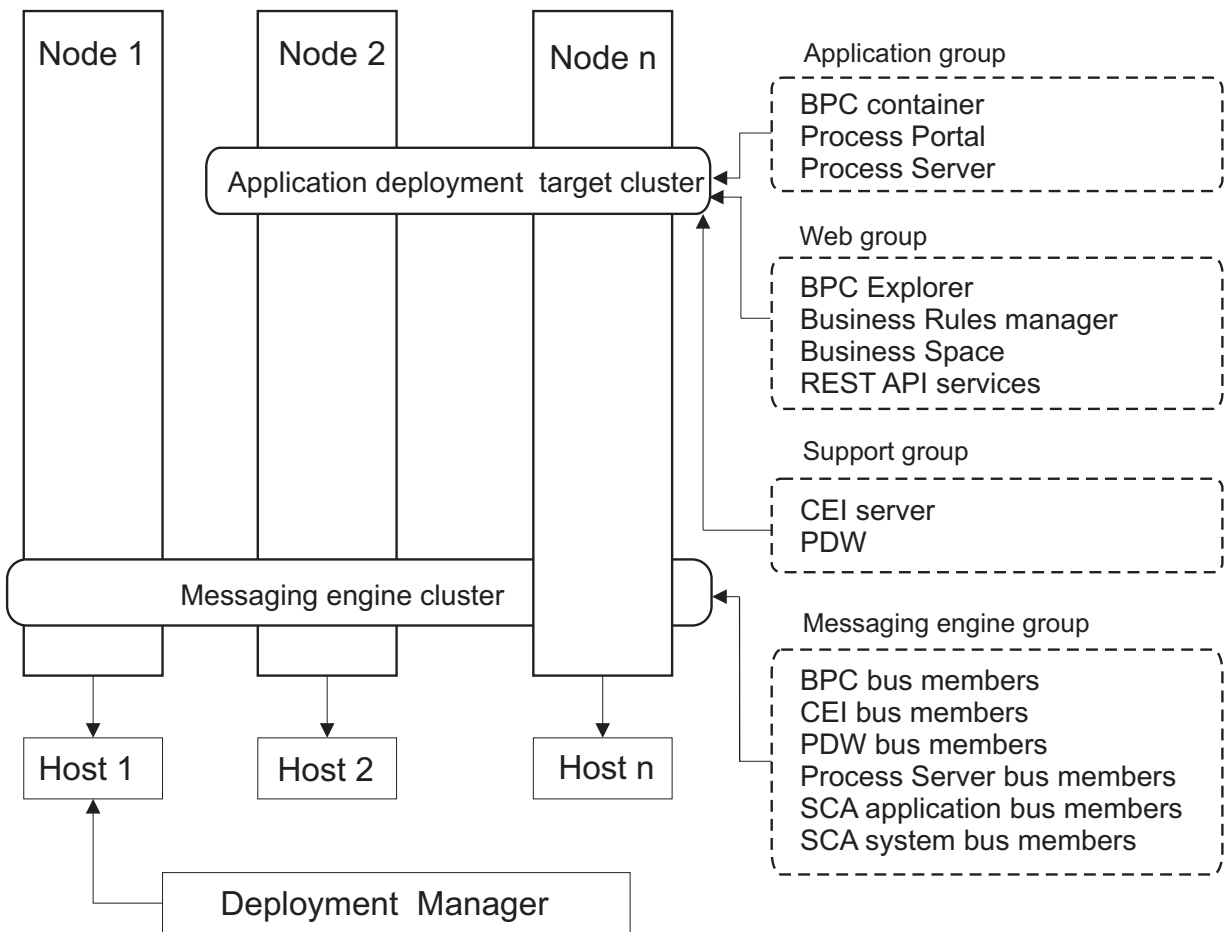 Node 1
Node 2
Node n
Application deployment target cluster
Messaging engine cluster
Host 1
Host 2
Host n
Deployment Manager
Application group
BPC container
Process Portal
Process Server
Web group
BPC Explorer
Business Rules manager
Business Space
REST API services
Support group
CEI server
PDW
Messaging engine group
BPC bus members
CEI bus members
PDW bus members
Process Server bus members
SCA application bus members
SCA system bus members